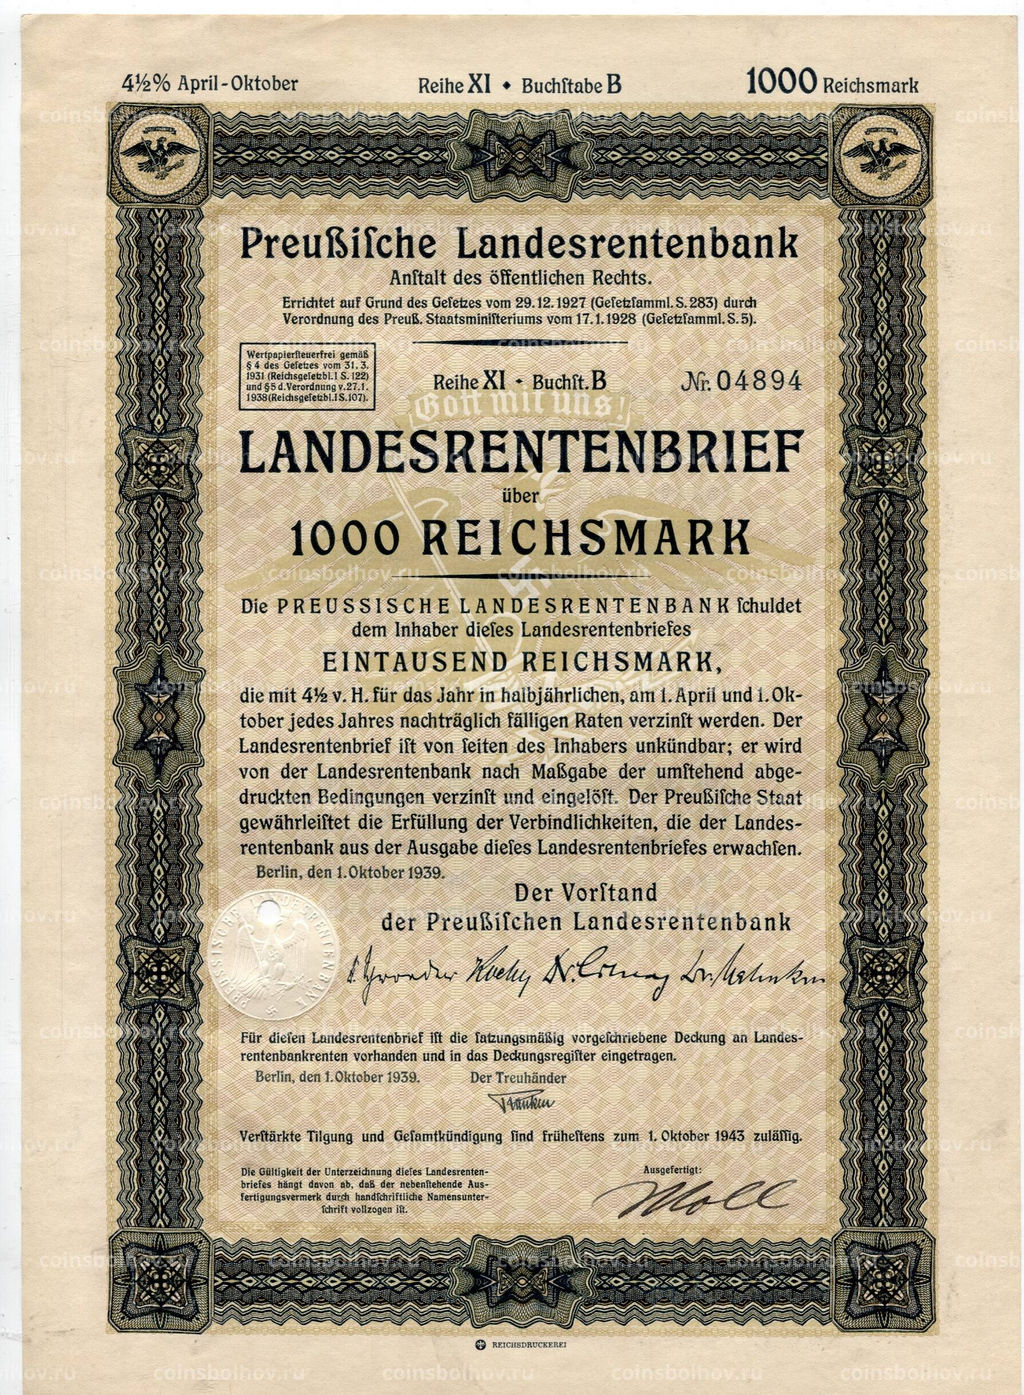 4½% April-Oktober Reihe XI ◆ Buchſtabe B 1000 Reichsmark
Preußiſche Landesrentenbank
Anſtalt des öffentlichen Rechts.
Errichtet auf Grund des Geſetzes vom 29.12.1927 (Geſetzſamml. S. 283) durch
Verordnung des Preuß. Staatsminiſteriums vom 17.1.1928 (Geſetzſamml. S. 5).
Wertpapierſteuerfrei gemäß
§ 4 des Geſetzes vom 31. 3.
1931 (Reichsgeſetzbl. I S. 122)
und § 5 d. Verordnung v. 27. 1.
1938 (Reichsgeſetzbl. I S. 107).
Reihe XI • Buchſt. B Nr. 04894
Gott mit uns!
LANDESRENTENBRIEF
über
1000 REICHSMARK
Die PREUSSISCHE LANDESRENTENBANK ſchuldet
dem Inhaber dieſes Landesrentenbriefes
EINTAUSEND REICHSMARK,
die mit 4½ v. H. für das Jahr in halbjährlichen, am 1. April und 1. Ok-
tober jedes Jahres nachträglich fälligen Raten verzinſt werden. Der
Landesrentenbrief iſt von ſeiten des Inhabers unkündbar; er wird
von der Landesrentenbank nach Maßgabe der umſtehend abge-
druckten Bedingungen verzinſt und eingelöſt. Der Preußiſche Staat
gewährleiſtet die Erfüllung der Verbindlichkeiten, die der Landes-
rentenbank aus der Ausgabe dieſes Landesrentenbriefes erwachſen.
Berlin, den 1. Oktober 1939.
Der Vorſtand
der Preußiſchen Landesrentenbank
PREUSSISCHE LANDESRENTENBANK
Für dieſen Landesrentenbrief iſt die ſatzungsmäßig vorgeſchriebene Deckung an Landes-
rentenbankrenten vorhanden und in das Deckungsregiſter eingetragen.
Berlin, den 1. Oktober 1939. Der Treuhänder
Verſtärkte Tilgung und Geſamtkündigung ſind früheſtens zum 1. Oktober 1943 zuläſſig.
Die Gültigkeit der Unterzeichnung dieſes Landesrenten-
briefes hängt davon ab, daß der nebenſtehende Aus-
fertigungsvermerk durch handſchriftliche Namensunter-
ſchrift vollzogen iſt.
Ausgefertigt:
Moll
REICHSDRUCKEREI
coinsbolhov.ru